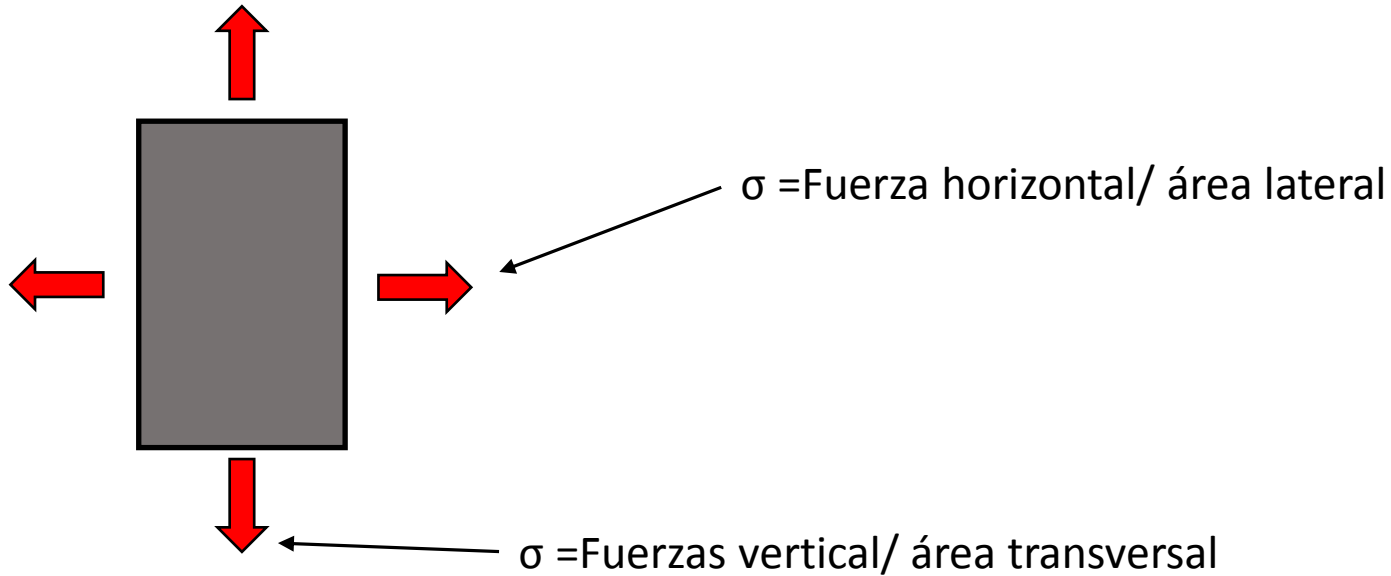 σ =Fuerza horizontal/ área lateral
σ =Fuerzas vertical/ área transversal